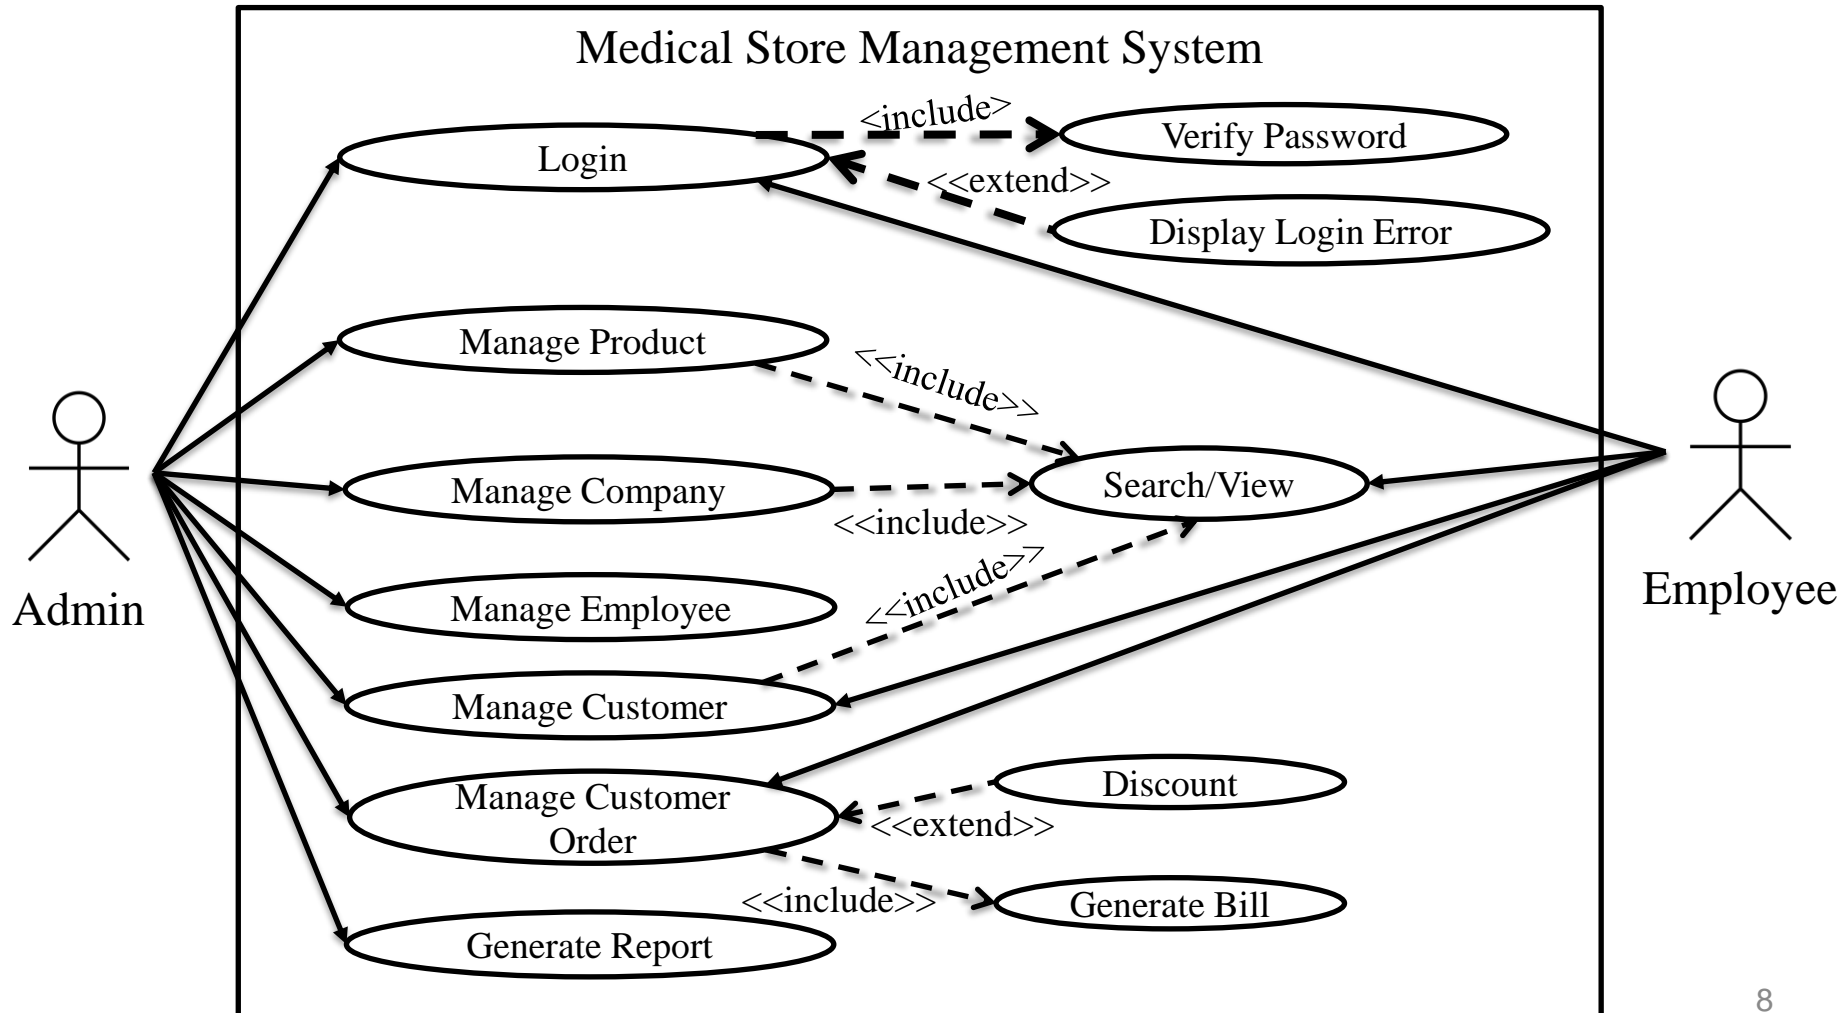 Medical Store Management System
<include>
Verify Password
Login
<<extend>>
Display Login Error
Manage Product
<<include>>
Search/View
Manage Company
<<include>>
<<include>>
Admin
Manage Employee
Employee
Manage Customer
Manage Customer
Order
Discount
<<extend>>
<<include>>
Generate Bill
Generate Report
8